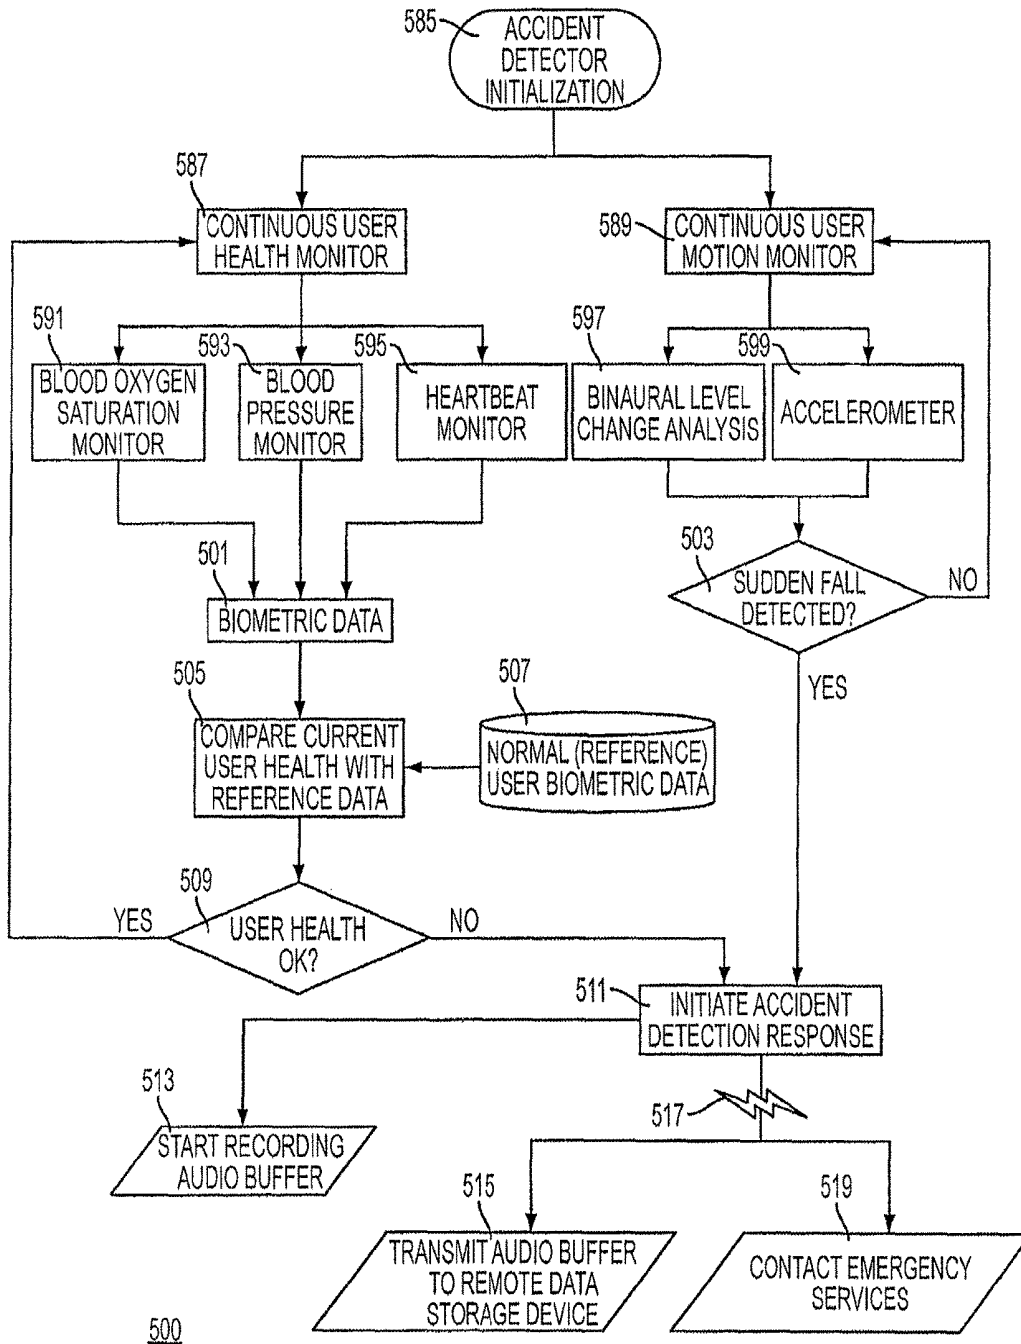 585
ACCIDENT
DETECTOR
INITIALIZATION
587
CONTINUOUS USER
HEALTH MONITOR
589
CONTINUOUS USER
MOTION MONITOR
591
BLOOD OXYGEN
SATURATION
MONITOR
593
BLOOD
PRESSURE
MONITOR
595
HEARTBEAT
MONITOR
597
BINAURAL LEVEL
CHANGE ANALYSIS
599
ACCELEROMETER
501
BIOMETRIC DATA
503
SUDDEN FALL
DETECTED?
NO
YES
505
COMPARE CURRENT
USER HEALTH WITH
REFERENCE DATA
507
NORMAL (REFERENCE)
USER BIOMETRIC DATA
509
YES
USER HEALTH
OK?
NO
511
INITIATE ACCIDENT
DETECTION RESPONSE
513
START RECORDING
AUDIO BUFFER
517
515
TRANSMIT AUDIO BUFFER
TO REMOTE DATA
STORAGE DEVICE
519
CONTACT EMERGENCY
SERVICES
500